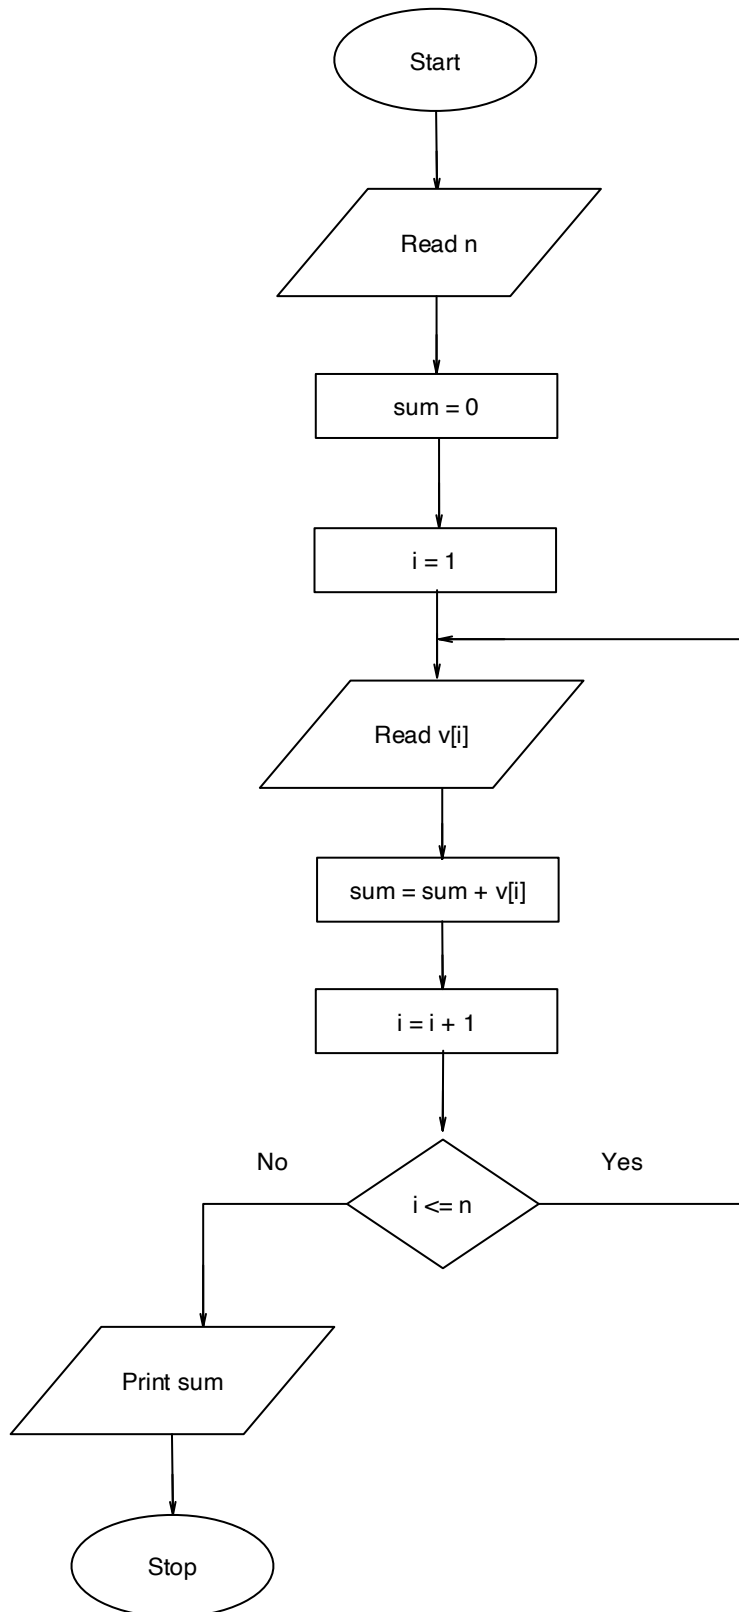 Start
Read n
sum = 0
i = 1
Read v[i]
sum = sum + v[i]
i = i + 1
No
Yes
i <= n
Print sum
Stop